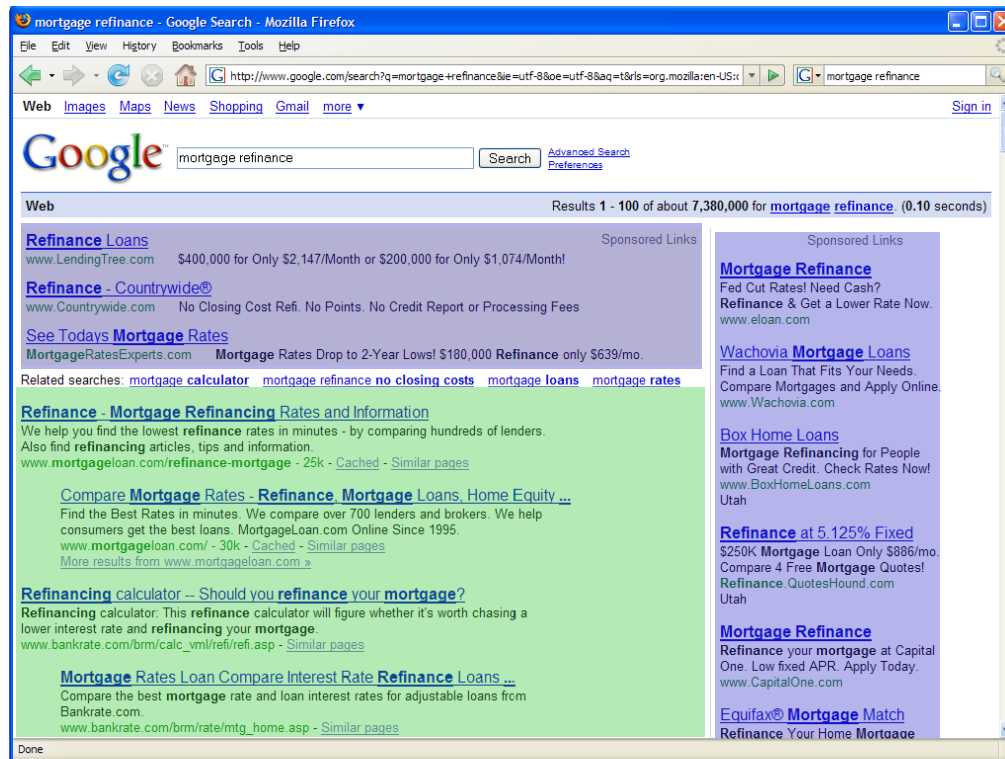 mortgage refinance - Google Search - Mozilla Firefox
File Edit View History Bookmarks Tools Help
http://www.google.com/search?q=mortgage+refinance&ie=utf-8&oe=utf-8&aq=t&rls=org.mozilla:en-US:c
mortgage refinance
Web Images Maps News Shopping Gmail more ▼
Sign in
Google™
mortgage refinance
Search
Advanced Search
Preferences
Web
Results 1 - 100 of about 7,380,000 for mortgage refinance. (0.10 seconds)
Refinance Loans
Sponsored Links
www.LendingTree.com $400,000 for Only $2,147/Month or $200,000 for Only $1,074/Month!
Refinance - Countrywide®
www.Countrywide.com No Closing Cost Refi. No Points. No Credit Report or Processing Fees
See Todays Mortgage Rates
MortgageRatesExperts.com Mortgage Rates Drop to 2-Year Lows! $180,000 Refinance only $639/mo.
Related searches: mortgage calculator mortgage refinance no closing costs mortgage loans mortgage rates
Refinance - Mortgage Refinancing Rates and Information
We help you find the lowest refinance rates in minutes - by comparing hundreds of lenders.
Also find refinancing articles, tips and information.
www.mortgageloan.com/refinance-mortgage - 25k - Cached - Similar pages
Compare Mortgage Rates - Refinance, Mortgage Loans, Home Equity ...
Find the Best Rates in minutes. We compare over 700 lenders and brokers. We help
consumers get the best loans. MortgageLoan.com Online Since 1995.
www.mortgageloan.com/ - 30k - Cached - Similar pages
More results from www.mortgageloan.com »
Refinancing calculator -- Should you refinance your mortgage?
Refinancing calculator: This refinance calculator will figure whether it's worth chasing a
lower interest rate and refinancing your mortgage.
www.bankrate.com/brm/calc_vml/refi/refi.asp - Similar pages
Mortgage Rates Loan Compare Interest Rate Refinance Loans ...
Compare the best mortgage rate and loan interest rates for adjustable loans from
Bankrate.com.
www.bankrate.com/brm/rate/mtg_home.asp - Similar pages
Sponsored Links
Mortgage Refinance
Fed Cut Rates! Need Cash?
Refinance & Get a Lower Rate Now.
www.eloan.com
Wachovia Mortgage Loans
Find a Loan That Fits Your Needs.
Compare Mortgages and Apply Online.
www.Wachovia.com
Box Home Loans
Mortgage Refinancing for People
with Great Credit. Check Rates Now!
www.BoxHomeLoans.com
Utah
Refinance at 5.125% Fixed
$250K Mortgage Loan Only $886/mo.
Compare 4 Free Mortgage Quotes!
Refinance.QuotesHound.com
Utah
Mortgage Refinance
Refinance your mortgage at Capital
One. Low fixed APR. Apply Today.
www.CapitalOne.com
Equifax® Mortgage Match
Refinance Your Home Mortgage
Done